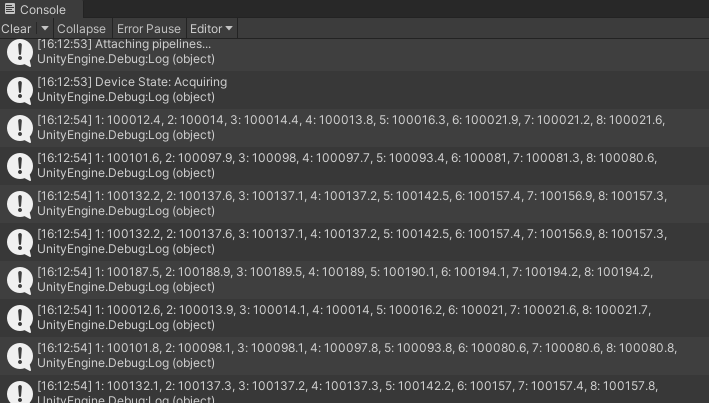 Console
Clear Collapse Error Pause Editor
[16:12:53] Attaching pipelines...
UnityEngine.Debug:Log (object)
[16:12:53] Device State: Acquiring
UnityEngine.Debug:Log (object)
[16:12:54] 1: 100012.4, 2: 100014, 3: 100014.4, 4: 100013.8, 5: 100016.3, 6: 100021.9, 7: 100021.2, 8: 100021.6,
UnityEngine.Debug:Log (object)
[16:12:54] 1: 100101.6, 2: 100097.9, 3: 100098, 4: 100097.7, 5: 100093.4, 6: 100081, 7: 100081.3, 8: 100080.6,
UnityEngine.Debug:Log (object)
[16:12:54] 1: 100132.2, 2: 100137.6, 3: 100137.1, 4: 100137.2, 5: 100142.5, 6: 100157.4, 7: 100156.9, 8: 100157.3,
UnityEngine.Debug:Log (object)
[16:12:54] 1: 100132.2, 2: 100137.6, 3: 100137.1, 4: 100137.2, 5: 100142.5, 6: 100157.4, 7: 100156.9, 8: 100157.3,
UnityEngine.Debug:Log (object)
[16:12:54] 1: 100187.5, 2: 100188.9, 3: 100189.5, 4: 100189, 5: 100190.1, 6: 100194.1, 7: 100194.2, 8: 100194.2,
UnityEngine.Debug:Log (object)
[16:12:54] 1: 100012.6, 2: 100013.9, 3: 100014.1, 4: 100014, 5: 100016.2, 6: 100021, 7: 100021.6, 8: 100021.7,
UnityEngine.Debug:Log (object)
[16:12:54] 1: 100101.8, 2: 100098.1, 3: 100098.1, 4: 100097.8, 5: 100093.8, 6: 100080.6, 7: 100080.6, 8: 100080.8,
UnityEngine.Debug:Log (object)
[16:12:54] 1: 100132.1, 2: 100137.3, 3: 100137.2, 4: 100137.3, 5: 100142.2, 6: 100157, 7: 100157.4, 8: 100157.8,
UnityEngine.Debug:Log (object)